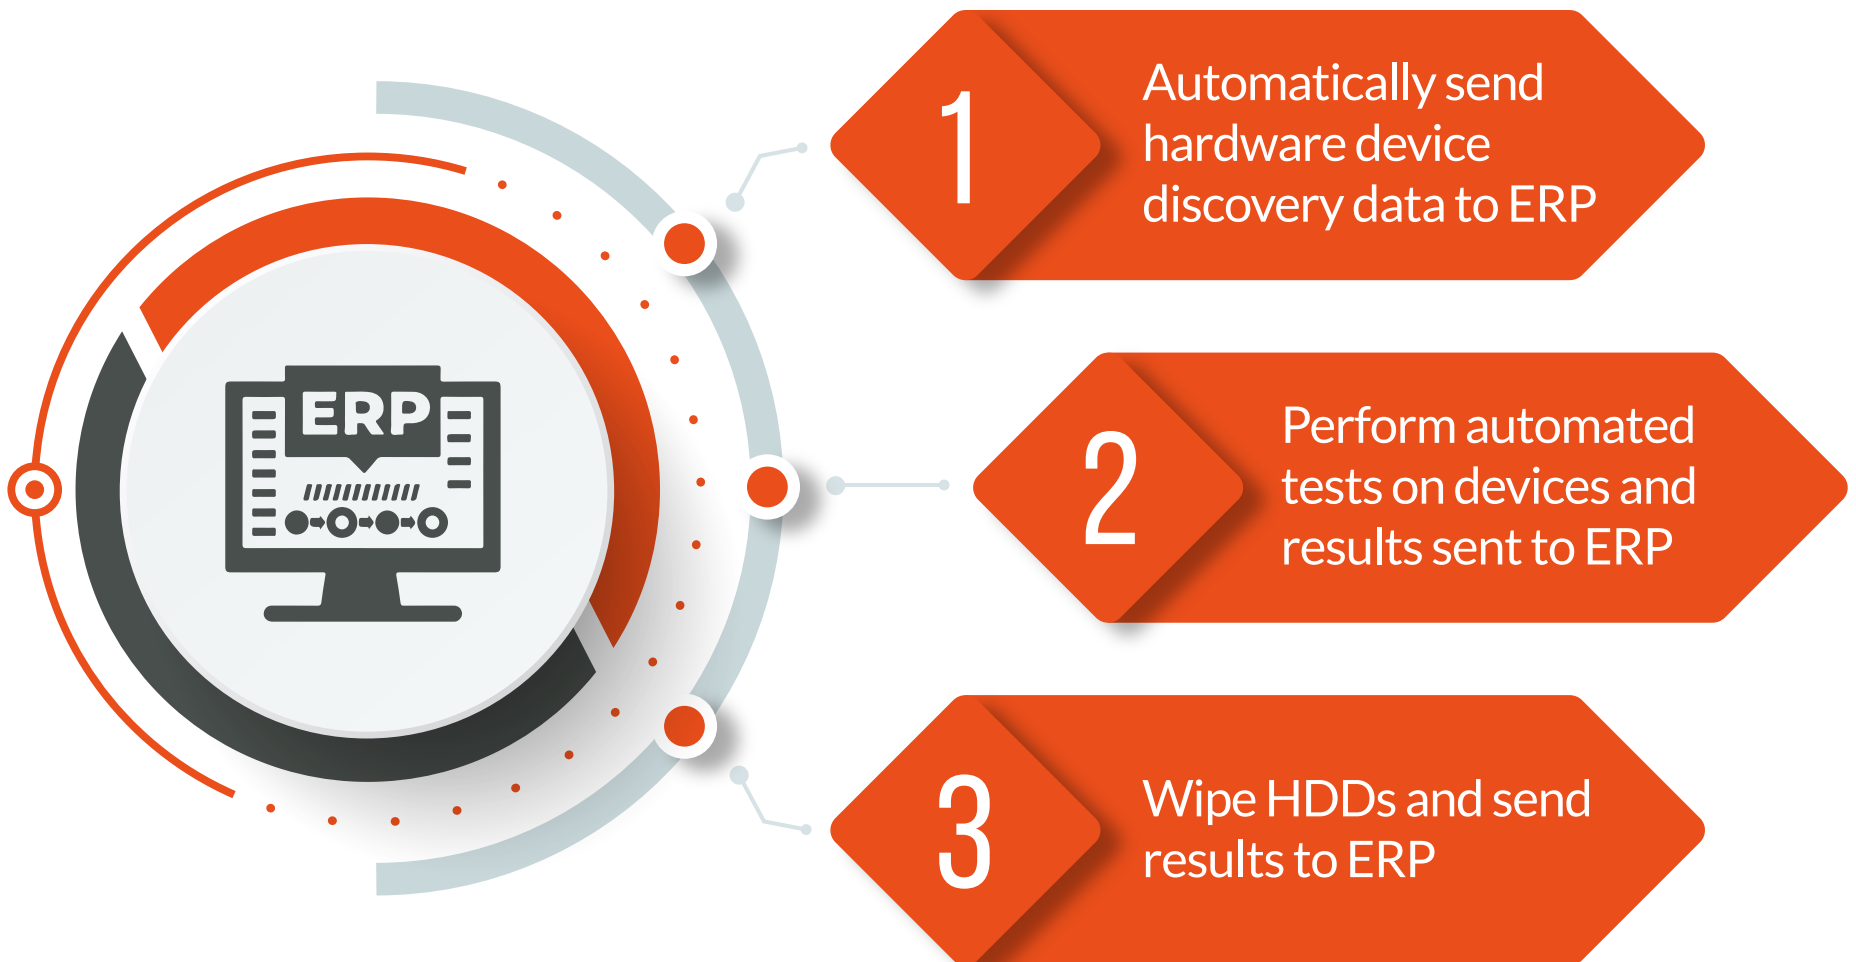 ERP
1
Automatically send
hardware device
discovery data to ERP
2
Perform automated
tests on devices and
results sent to ERP
3
Wipe HDDs and send
results to ERP